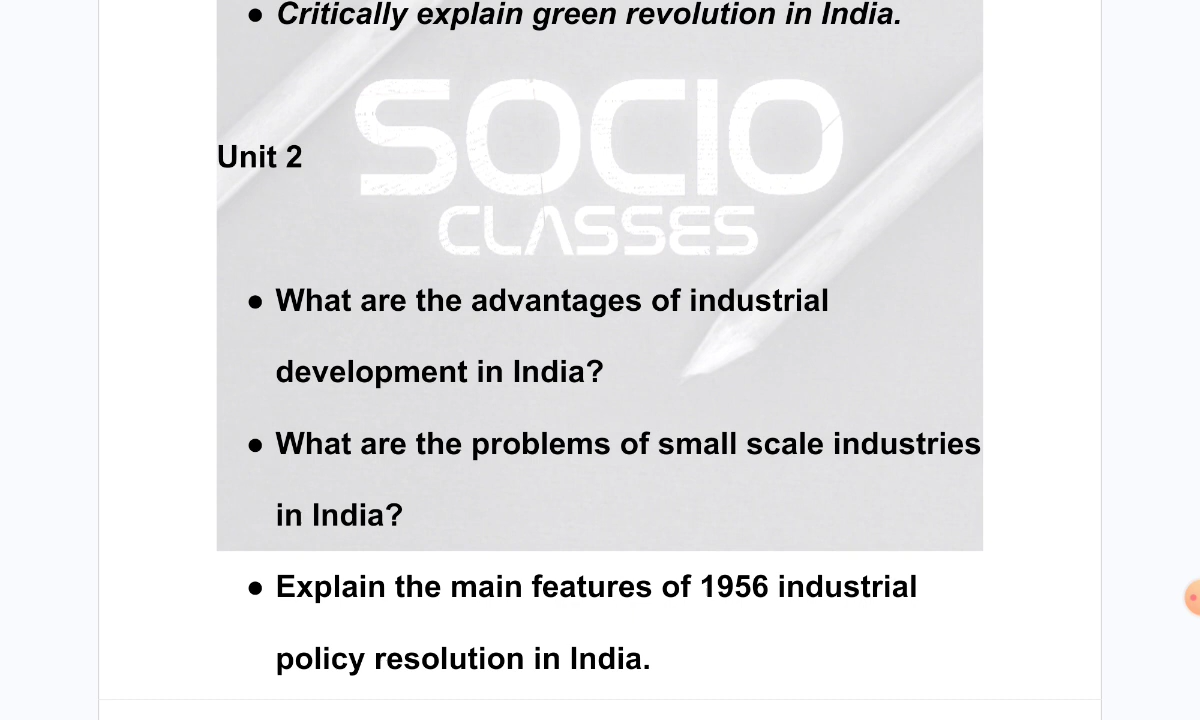 ● Critically explain green revolution in India.
SOCIO
CLASSES
Unit 2
● What are the advantages of industrial
development in India?
● What are the problems of small scale industries
in India?
● Explain the main features of 1956 industrial
policy resolution in India.